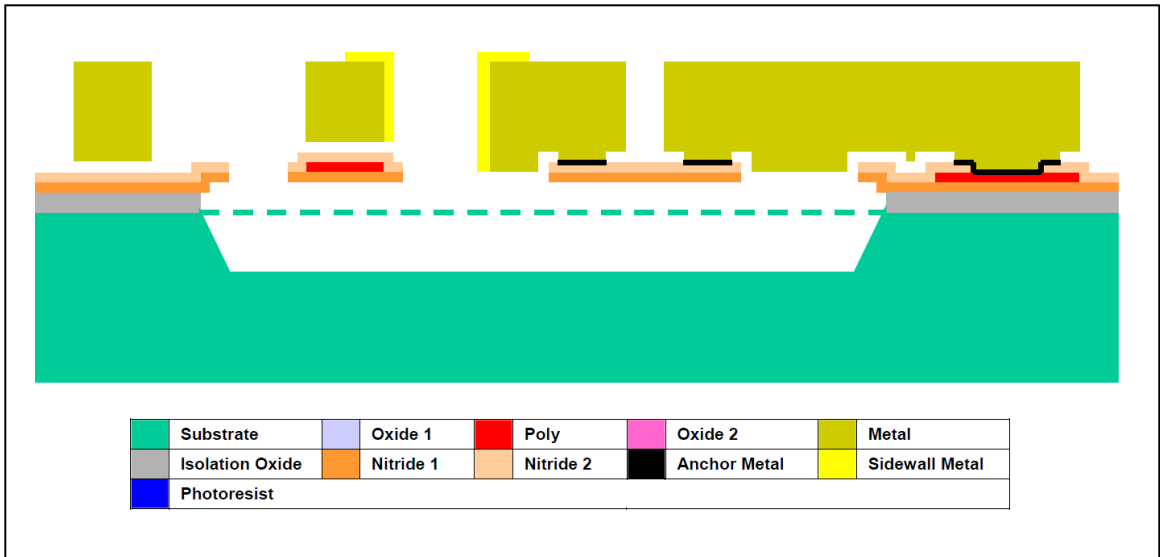 Substrate Oxide 1 Poly Oxide 2 Metal
Isolation Oxide Nitride 1 Nitride 2 Anchor Metal Sidewall Metal
Photoresist